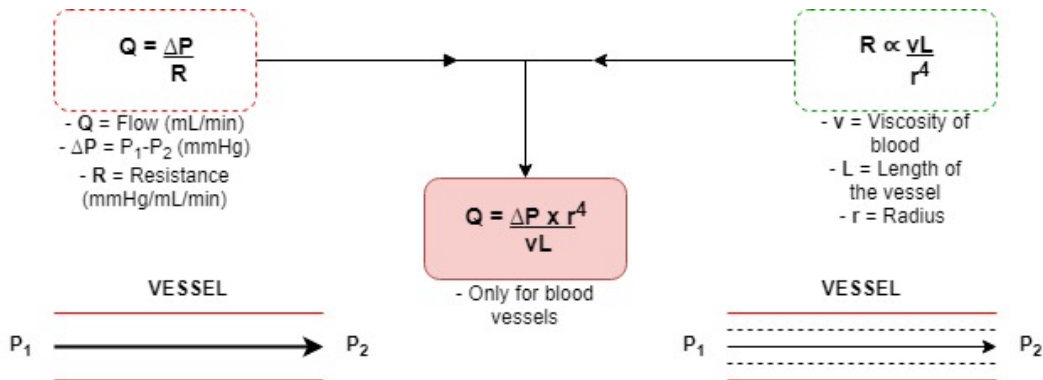 Q = ΔP
R
- Q = Flow (mL/min)
- ΔP = P₁-P₂ (mmHg)
- R = Resistance
(mmHg/mL/min)
R ∝ vL
r⁴
- v = Viscosity of
blood
- L = Length of
the vessel
- r = Radius
Q = ΔP x r⁴
vL
- Only for blood
vessels
VESSEL
P₁
P₂
VESSEL
P₁
P₂